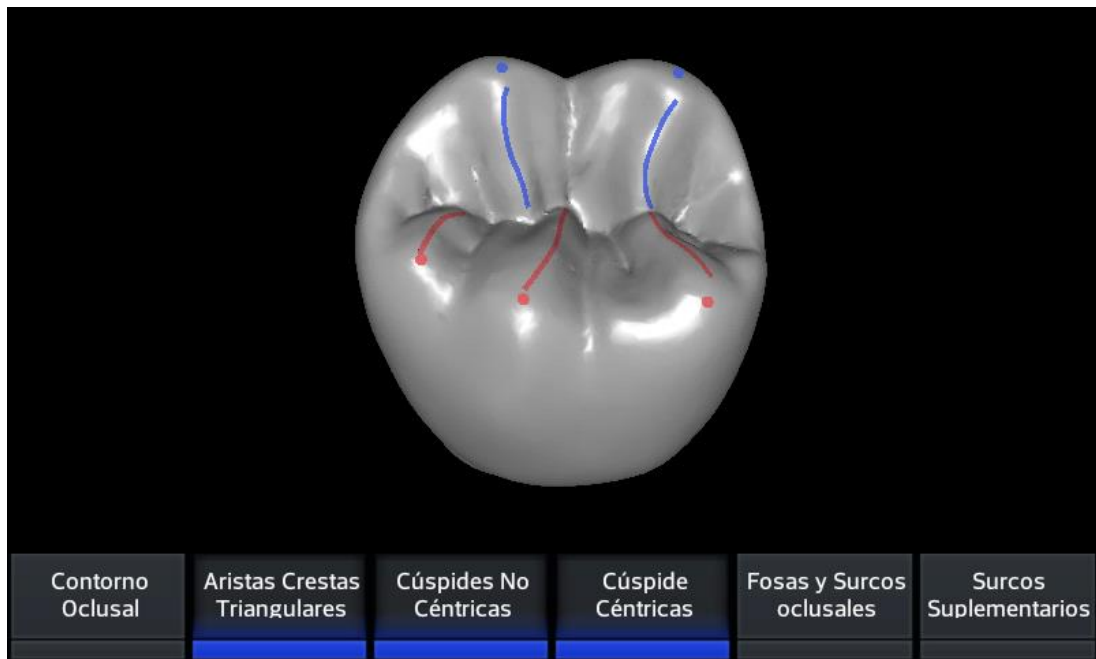 Contorno
Oclusal
Aristas Crestas
Triangulares
Cúspides No
Céntricas
Cúspide
Céntricas
Fosas y Surcos
oclusales
Surcos
Suplementarios